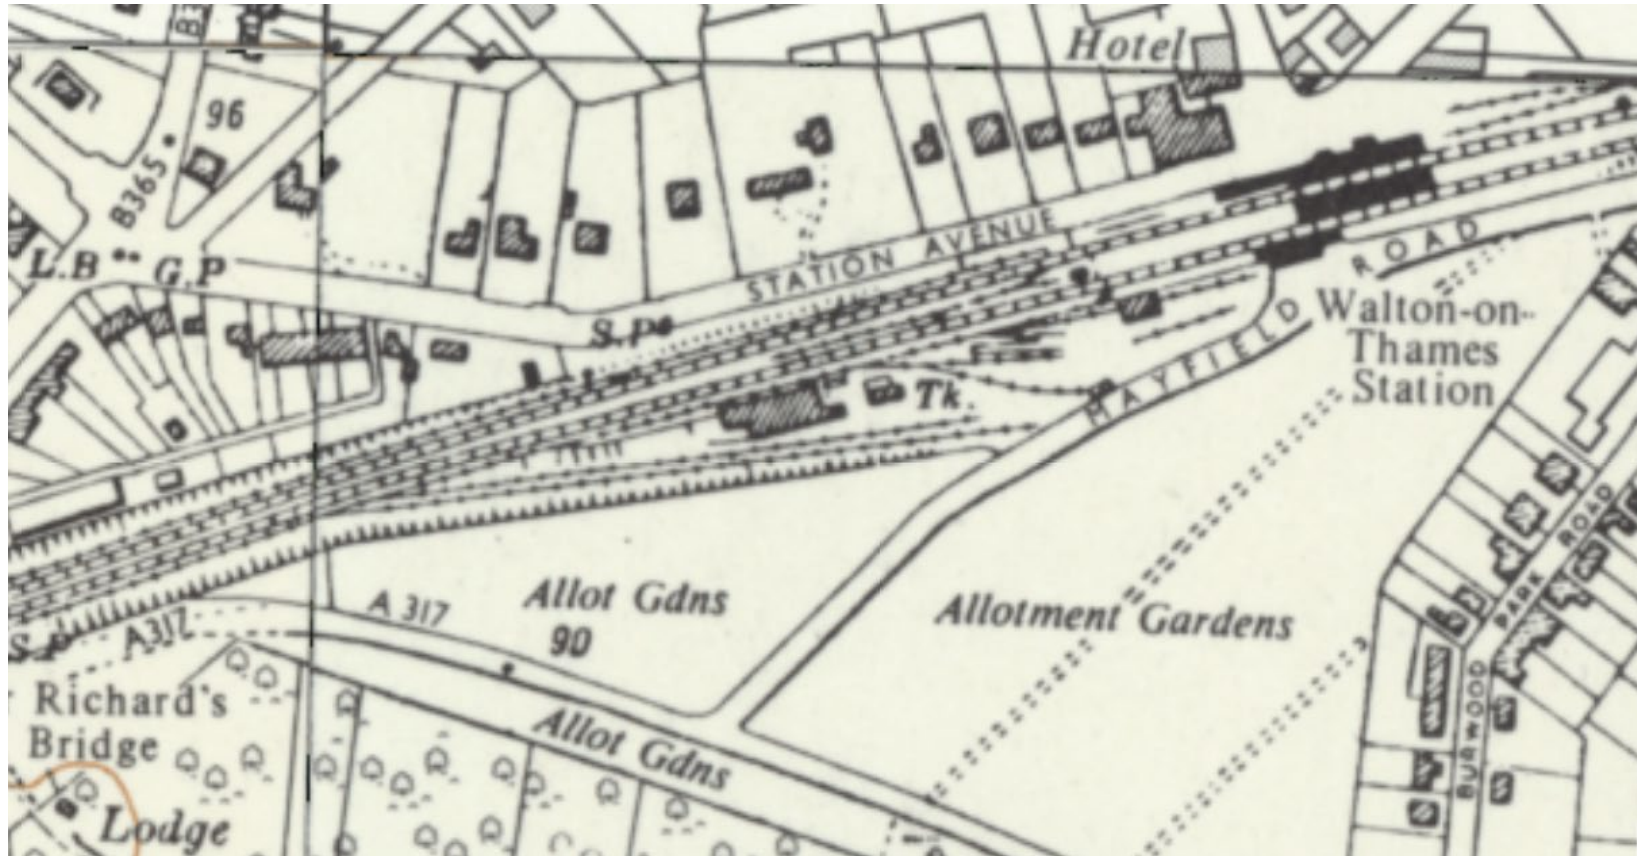 Hotel
96
B365
L.B
G.P
STATION AVENUE
S.P
ROAD
Walton-on-
Thames
Station
MAYFIELD
Tk.
ROAD
PARK
Allot Gdns
90
A 317
Allotment Gardens
S.P
A317
Richard's
Bridge
Allot Gdns
BURWOOD
Lodge